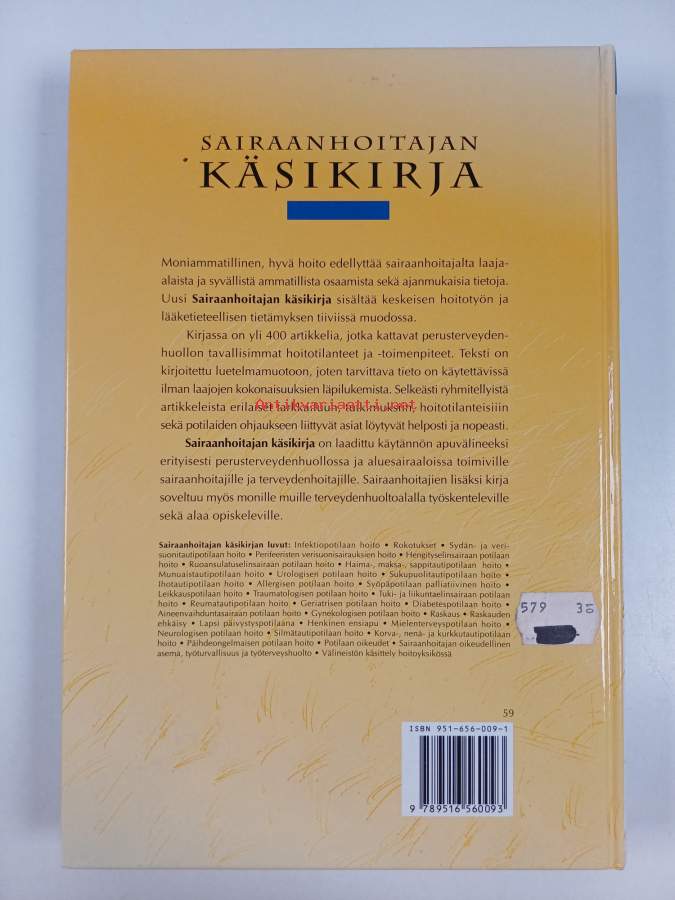 SAIRAANHOITAJAN
KÄSIKIRJA
Moniammatillinen, hyvä hoito edellyttää sairaanhoitajalta laaja-
alaista ja syvällistä ammatillista osaamista sekä ajanmukaisia tietoja.
Uusi Sairaanhoitajan käsikirja sisältää keskeisen hoitotyön ja
lääketieteellisen tietämyksen tiiviissä muodossa.
Kirjassa on yli 400 artikkelia, jotka kattavat perusterveyden-
huollon tavallisimmat hoitotilanteet ja -toimenpiteet. Teksti on
kirjoitettu luetelmamuotoon, joten tarvittava tieto on käytettävissä
ilman laajojen kokonaisuuksien läpilukemista. Selkeästi ryhmitellyistä
Antikvariaatti.net
artikkeleista erilaiset tarkkailuun, tutkimuksiin, hoitotilanteisiin
sekä potilaiden ohjaukseen liittyvät asiat löytyvät helposti ja nopeasti.
Sairaanhoitajan käsikirja on laadittu käytännön apuvälineeksi
erityisesti perusterveydenhuollossa ja aluesairaaloissa toimiville
sairaanhoitajille ja terveydenhoitajille. Sairaanhoitajien lisäksi kirja
soveltuu myös monille muille terveydenhuoltoalalla työskenteleville
sekä alaa opiskeleville.
Sairaanhoitajan käsikirjan luvut: Infektiopotilaan hoito • Rokotukset • Sydän- ja veri-
suonitautipotilaan hoito • Perifeeristen verisuonisairauksien hoito • Hengityselinsairaan potilaan
hoito • Ruoansulatuselinsairaan potilaan hoito • Haima-, maksa-, sappitautipotilaan hoito •
Munuaistautipotilaan hoito • Urologisen potilaan hoito • Sukupuolitautipotilaan hoito •
Ihotautipotilaan hoito • Allergisen potilaan hoito • Syöpäpotilaan palliatiivinen hoito •
Leikkauspotilaan hoito • Traumatologisen potilaan hoito • Tuki- ja liikuntaelinsairaan potilaan
hoito • Reumatautipotilaan hoito • Geriatrisen potilaan hoito • Diabetespotilaan hoito •
Aineenvaihduntasairaan potilaan hoito • Gynekologisen potilaan hoito • Raskaus • Raskauden
ehkäisy • Lapsi päivystyspotilaana • Henkinen ensiapu • Mielenterveyspotilaan hoito •
Neurologisen potilaan hoito • Silmätautipotilaan hoito • Korva-, nenä- ja kurkkutautipotilaan
hoito • Päihdeongelmaisen potilaan hoito • Potilaan oikeudet • Sairaanhoitajan oikeudellinen
asema, työturvallisuus ja työterveyshuolto • Välineistön käsittely hoitoyksikössä
579 30
59
ISBN 951-656-009-1
9 789516 560093